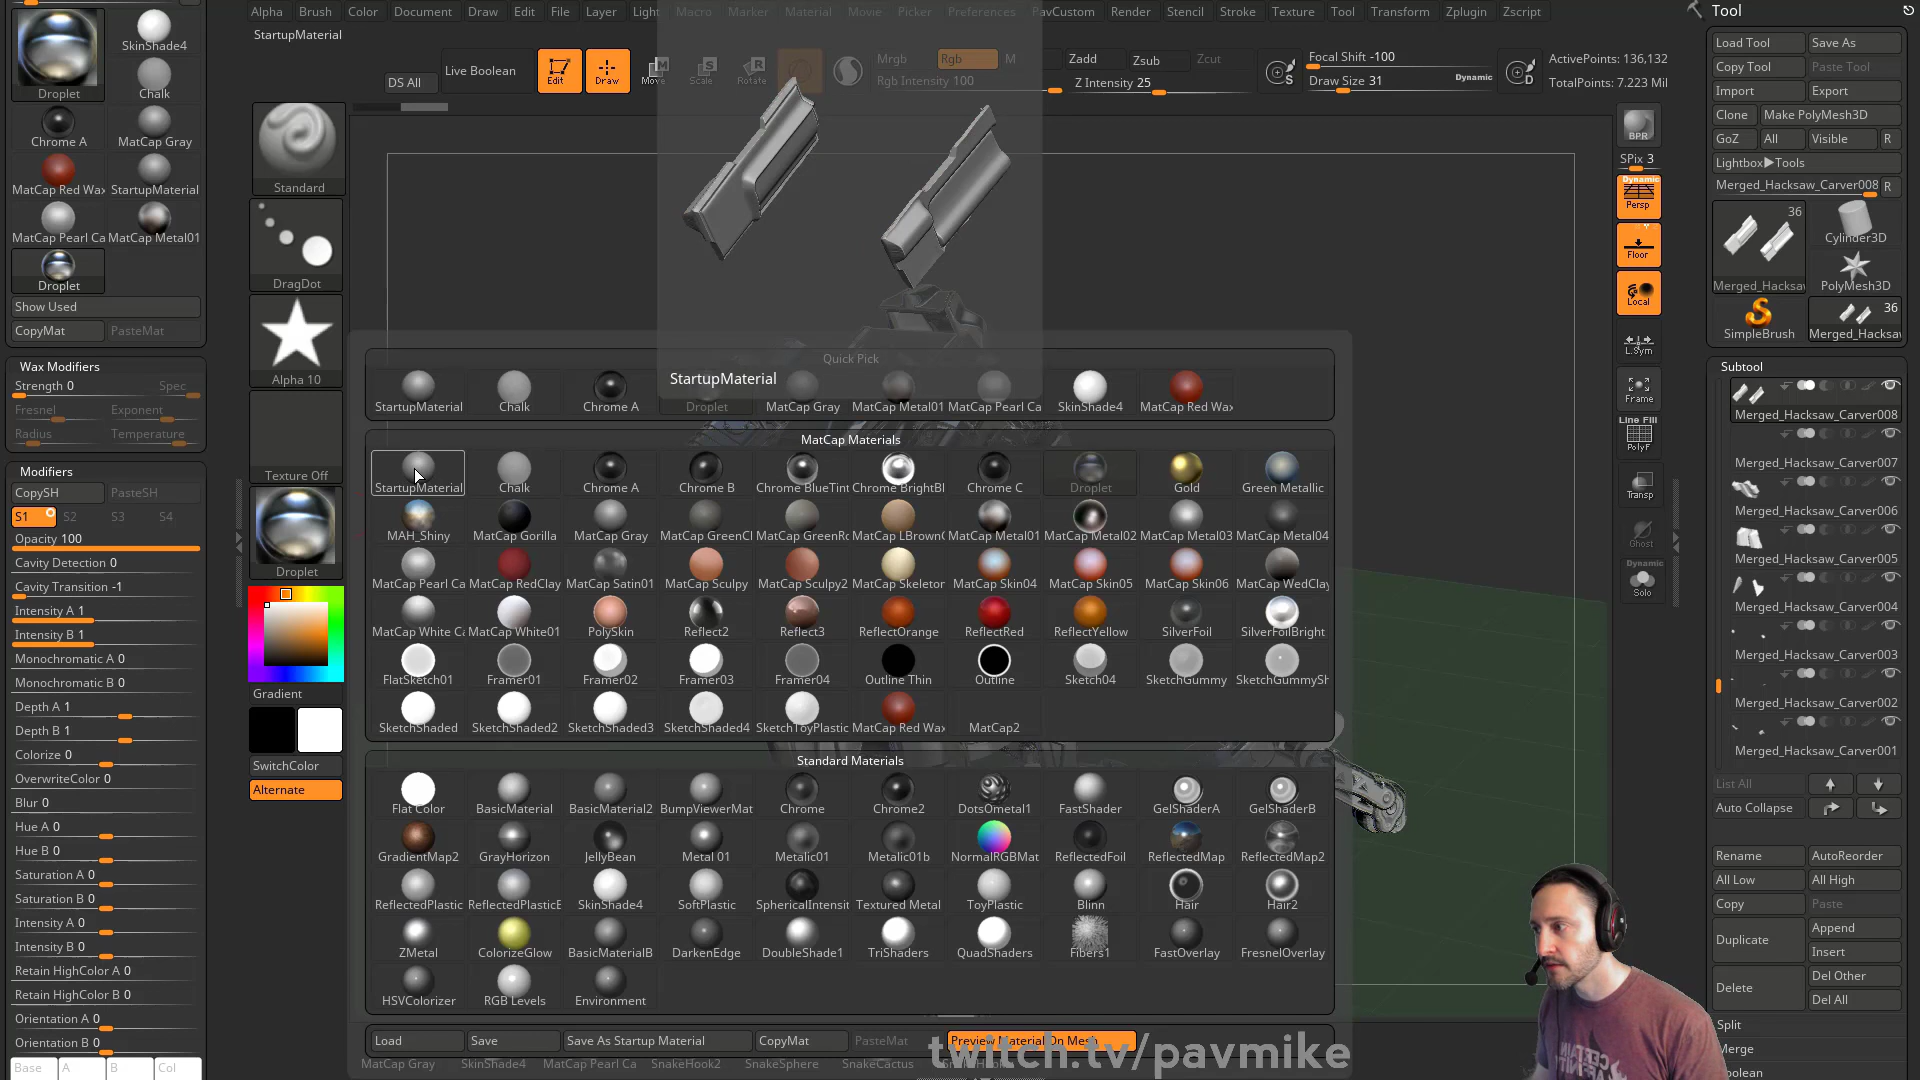 Alpha Brush Color Document Draw Edit File Layer Light Macro Marker Material Movie Picker Preferences PavCustom Render Stencil Stroke Texture Tool Transform Zplugin Zscript
StartupMaterial
DS All
Live Boolean
Edit
Draw
Move
Scale
Rotate
Mrgb Rgb M
Rgb Intensity 100
Zadd Zsub Zcut
Z Intensity 25
Focal Shift -100
Draw Size 31
Dynamic
ActivePoints: 136,132
TotalPoints: 7.223 Mil
Droplet
SkinShade4
Chalk
Chrome A
MatCap Gray
MatCap Red Wax
StartupMaterial
MatCap Pearl Ca
MatCap Metal01
Droplet
Show Used
CopyMat PasteMat
Wax Modifiers
Strength 0 Spec
Fresnel Exponent
Radius Temperature
Modifiers
CopySH PasteSH
S1 S2 S3 S4
Opacity 100
Cavity Detection 0
Cavity Transition -1
Intensity A 1
Intensity B 1
Monochromatic A 0
Monochromatic B 0
Depth A 1
Depth B 1
Colorize 0
OverwriteColor 0
Blur 0
Hue A 0
Hue B 0
Saturation A 0
Saturation B 0
Intensity A 0
Intensity B 0
Retain HighColor A 0
Retain HighColor B 0
Orientation A 0
Orientation B 0
Base A B Col
Standard
DragDot
Alpha 10
Texture Off
Droplet
Gradient
SwitchColor
Alternate
StartupMaterial
Quick Pick
StartupMaterial Chalk Chrome A Droplet MatCap Gray MatCap Metal01 MatCap Pearl Ca SkinShade4 MatCap Red Wax
MatCap Materials
StartupMaterial Chalk Chrome A Chrome B Chrome BlueTint Chrome BrightBl Chrome C Droplet Gold Green Metallic
MAH_Shiny MatCap Gorilla MatCap Gray MatCap GreenCl MatCap GreenRo MatCap LBrownC MatCap Metal01 MatCap Metal02 MatCap Metal03 MatCap Metal04
MatCap Pearl Ca MatCap RedClay MatCap Satin01 MatCap Sculpy MatCap Sculpy2 MatCap Skeleton MatCap Skin04 MatCap Skin05 MatCap Skin06 MatCap WedClay
MatCap White Ca MatCap White01 PolySkin Reflect2 Reflect3 ReflectOrange ReflectRed ReflectYellow SilverFoil SilverFoilBright
FlatSketch01 Framer01 Framer02 Framer03 Framer04 Outline Thin Outline Sketch04 SketchGummy SketchGummySh
SketchShaded SketchShaded2 SketchShaded3 SketchShaded4 SketchToyPlastic MatCap Red Wax MatCap2
Standard Materials
Flat Color BasicMaterial BasicMaterial2 BumpViewerMat Chrome Chrome2 DotsOmetal1 FastShader GelShaderA GelShaderB
GradientMap2 GrayHorizon JellyBean Metal 01 Metalic01 Metalic01b NormalRGBMat ReflectedFoil ReflectedMap ReflectedMap2
ReflectedPlastic ReflectedPlasticB SkinShade4 SoftPlastic SphericalIntensit Textured Metal ToyPlastic Blinn Hair Hair2
ZMetal ColorizeGlow BasicMaterialB DarkenEdge DoubleShade1 TriShaders QuadShaders Fibers1 FastOverlay FresnelOverlay
HSVColorizer RGB Levels Environment
Load Save Save As Startup Material CopyMat PasteMat Preview Material On Mesh
MatCap Gray SkinShade4 MatCap Pearl Ca SnakeHook2 SnakeSphere SnakeCactus
twitch.tv/pavmike
BPR
SPix 3
Dynamic
Persp
Floor
Local
L.Sym
Frame
Line Fill
PolyF
Transp
Ghost
Dynamic
Solo
Tool
Load Tool Save As
Copy Tool Paste Tool
Import Export
Clone Make PolyMesh3D
GoZ All Visible R
Lightbox▶Tools
Merged_Hacksaw_Carver008 R
36
Cylinder3D
Merged_Hacksaw
PolyMesh3D
SimpleBrush
36
Merged_Hacksaw
Subtool
Merged_Hacksaw_Carver008
Merged_Hacksaw_Carver007
Merged_Hacksaw_Carver006
Merged_Hacksaw_Carver005
Merged_Hacksaw_Carver004
Merged_Hacksaw_Carver003
Merged_Hacksaw_Carver002
Merged_Hacksaw_Carver001
List All
Auto Collapse
Rename AutoReorder
All Low All High
Copy Paste
Duplicate
Append
Insert
Delete
Del Other
Del All
Split
Merge
Boolean